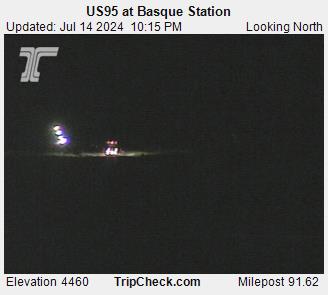 US95 at Basque Station
Updated: Jul 14 2024 10:15 PM Looking North
Elevation 4460 TripCheck.com Milepost 91.62